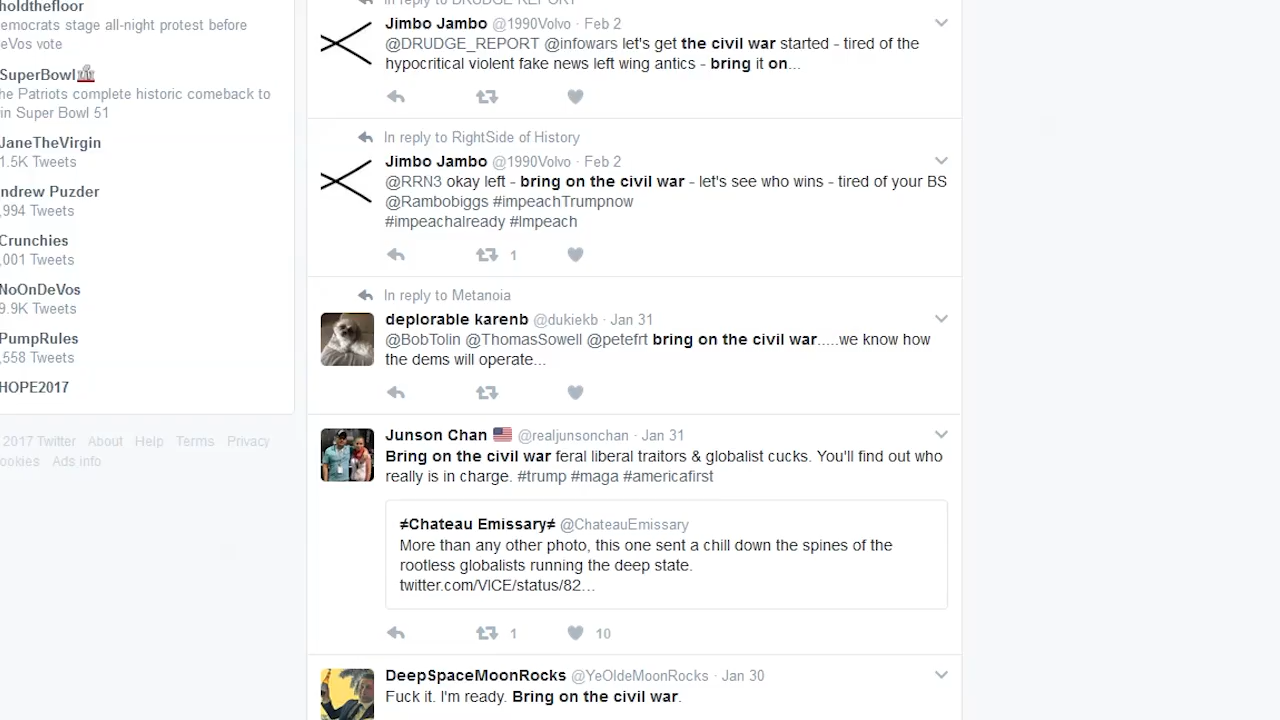 holdthefloor
emocrats stage all-night protest before
eVos vote
SuperBowl
he Patriots complete historic comeback to
in Super Bowl 51
JaneTheVirgin
1.5K Tweets
ndrew Puzder
,994 Tweets
Crunchies
,001 Tweets
NoOnDeVos
9.9K Tweets
PumpRules
,558 Tweets
HOPE2017
2017 Twitter About Help Terms Privacy
ookies Ads info
In reply to DRUDGE REPORT
Jimbo Jambo @1990Volvo · Feb 2
@DRUDGE_REPORT @infowars let's get the civil war started - tired of the
hypocritical violent fake news left wing antics - bring it on...
In reply to RightSide of History
Jimbo Jambo @1990Volvo · Feb 2
@RRN3 okay left - bring on the civil war - let's see who wins - tired of your BS
@Rambobiggs #impeachTrumpnow
#impeachalready #Impeach
1
In reply to Metanoia
deplorable karenb @dukiekb · Jan 31
@BobTolin @ThomasSowell @petefrt bring on the civil war.....we know how
the dems will operate...
Junson Chan 🇺🇸 @realjunsonchan · Jan 31
Bring on the civil war feral liberal traitors & globalist cucks. You'll find out who
really is in charge. #trump #maga #americafirst
≠Chateau Emissary≠ @ChateauEmissary
More than any other photo, this one sent a chill down the spines of the
rootless globalists running the deep state.
twitter.com/VICE/status/82...
1 10
DeepSpaceMoonRocks @YeOldeMoonRocks · Jan 30
Fuck it. I'm ready. Bring on the civil war.